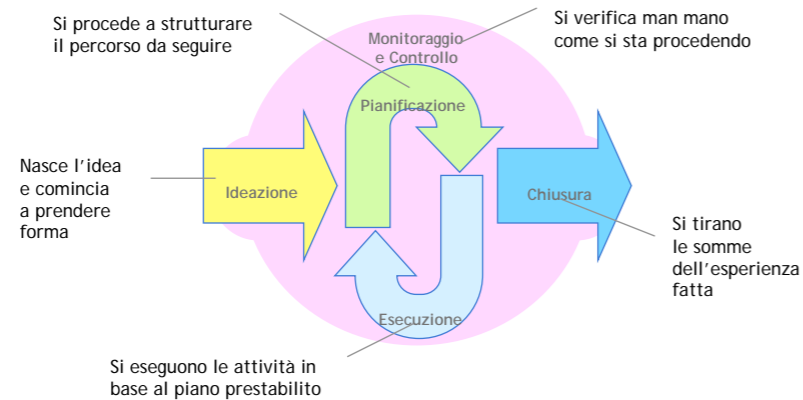 Si procede a strutturare
il percorso da seguire
Si verifica man mano
come si sta procedendo
Monitoraggio
e Controllo
Pianificazione
Nasce l'idea
e comincia
a prendere
forma
Ideazione
Chiusura
Si tirano
le somme
dell'esperienza
fatta
Esecuzione
Si eseguono le attività in
base al piano prestabilito